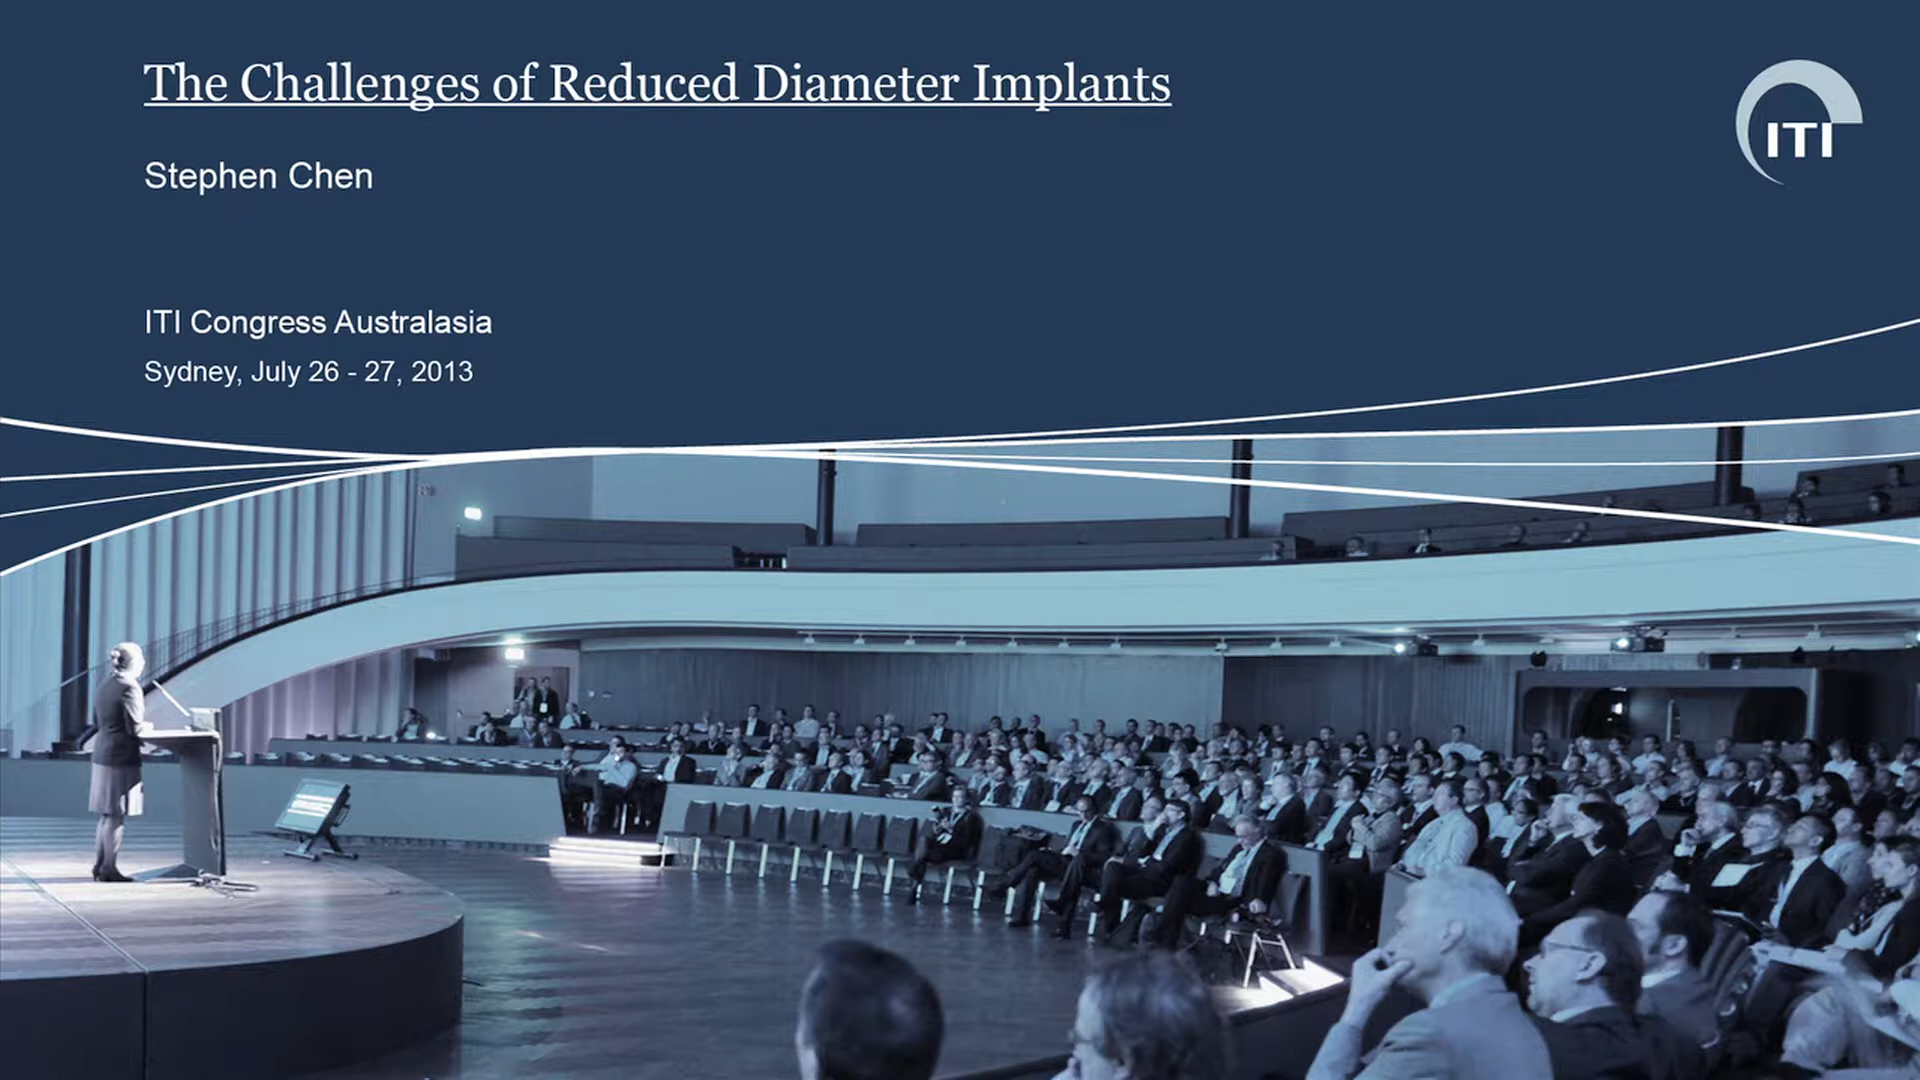 The Challenges of Reduced Diameter Implants
ITI
Stephen Chen
ITI Congress Australasia
Sydney, July 26 - 27, 2013